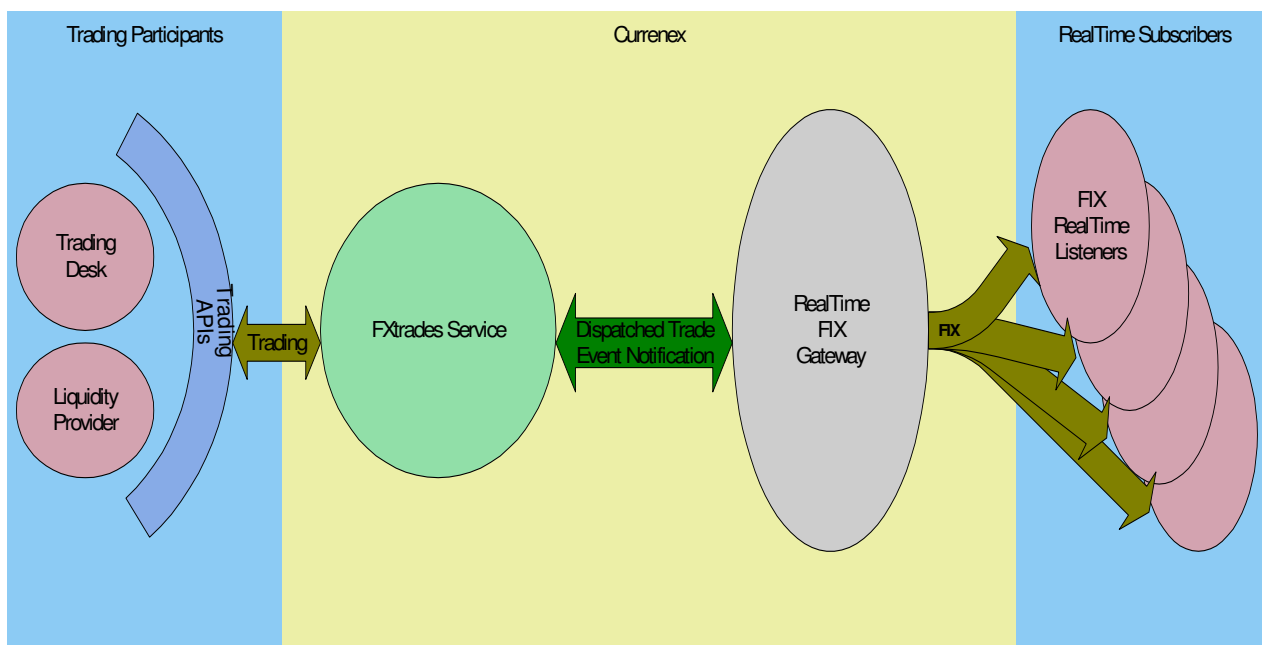 Trading Participants
Currenex
RealTime Subscribers
Trading
Desk
Liquidity
Provider
Trading
APIs
Trading
FXtrades Service
Dispatched Trade
Event Notification
RealTime
FIX
Gateway
FIX
FIX
RealTime
Listeners